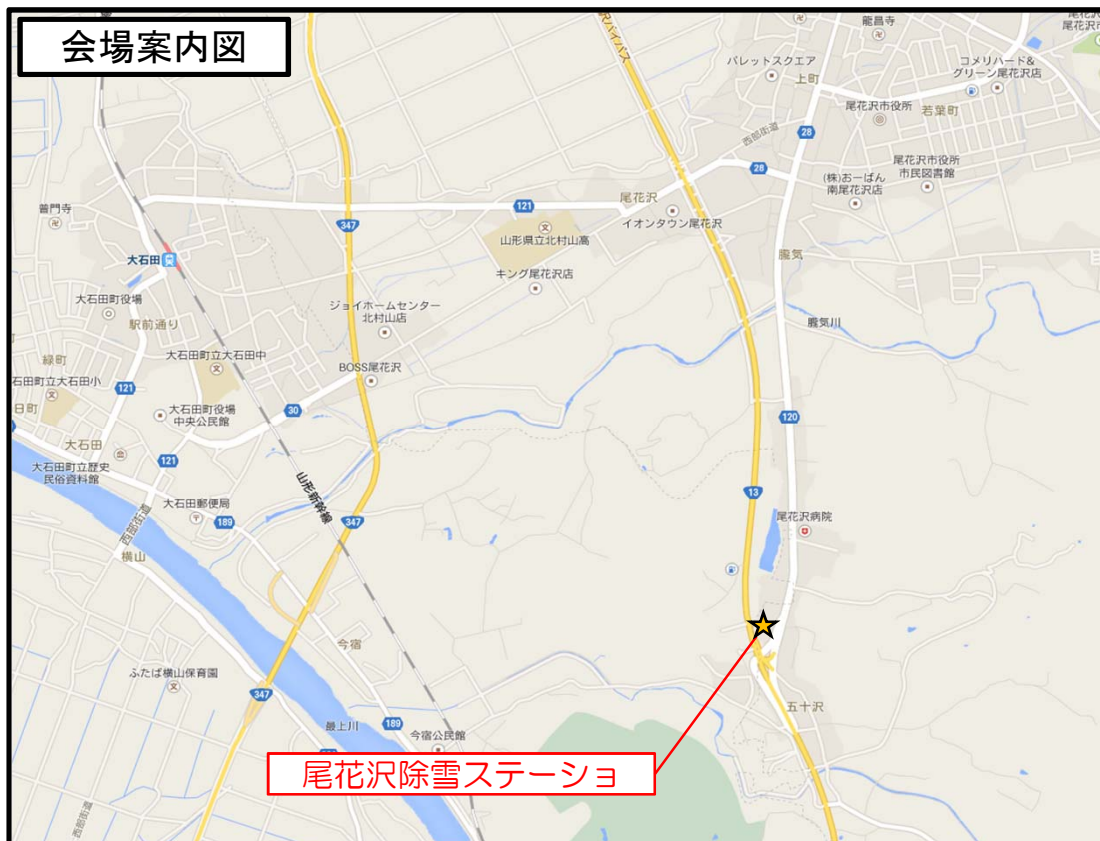 会場案内図
沢バイパス
龍昌寺
パレットスクエア
上町
コメリハード&
グリーン尾花沢店
尾花沢市役所
若葉町
西部街道
28
28
尾花沢市役所
市民図書館
(株)おーばん
南尾花沢店
尾花沢
121
イオンタウン尾花沢
普門寺
347
山形県立北村山高
大石田
キング尾花沢店
朧気
大石田町役場
駅前通り
ジョイホームセンター
北村山店
朧気川
緑町
大石田町立大石田中
BOSS尾花沢
石田町立大石田小
121
日町
大石田町役場
中央公民館
30
120
大石田
121
大石田町立歴史
民俗資料館
山形新幹線
13
大石田郵便局
189
347
尾花沢病院
西部街道
横山
今宿
ふたば横山保育園
347
五十沢
最上川
189
今宿公民館
尾花沢除雪ステーショ
西部街道